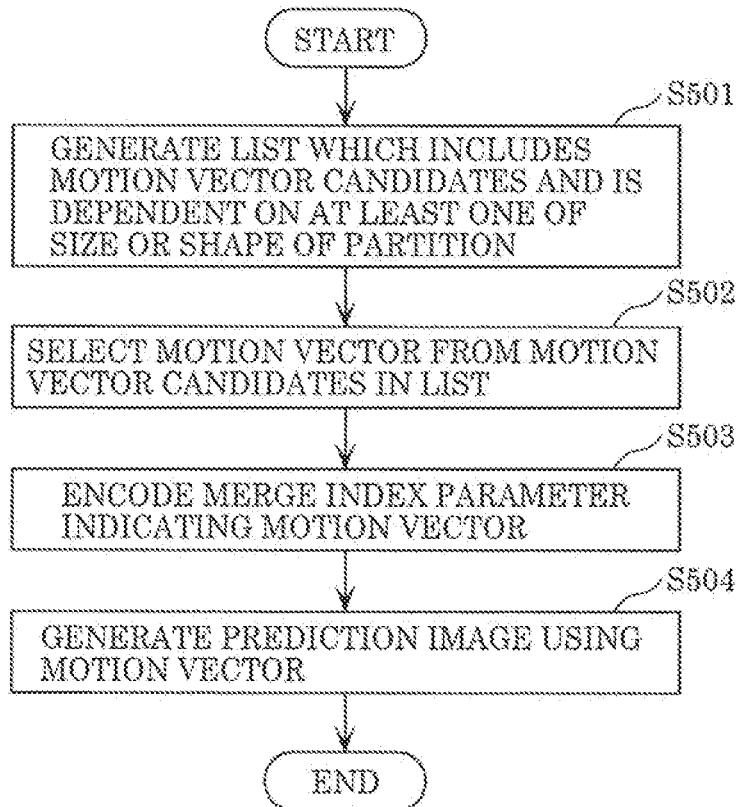 START
S501
GENERATE LIST WHICH INCLUDES
MOTION VECTOR CANDIDATES AND IS
DEPENDENT ON AT LEAST ONE OF
SIZE OR SHAPE OF PARTITION
S502
SELECT MOTION VECTOR FROM MOTION
VECTOR CANDIDATES IN LIST
S503
ENCODE MERGE INDEX PARAMETER
INDICATING MOTION VECTOR
S504
GENERATE PREDICTION IMAGE USING
MOTION VECTOR
END